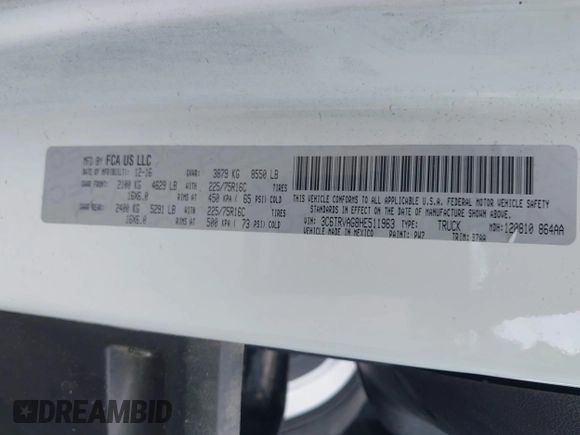 MFD BY FCA US LLC
DATE OF MFR(BUILT): 12-16 GVWR: 3879 KG 8550 LB
GAWR FRONT: 2100 KG 4629 LB WITH 225/75R16C TIRES
16X6.0 RIMS AT 450 KPA( 65 PSI) COLD
GAWR REAR: 2400 KG 5291 LB WITH 225/75R16C TIRES
16X6.0 RIMS AT 500 KPA( 73 PSI) COLD
THIS VEHICLE CONFORMS TO ALL APPLICABLE U.S.A. FEDERAL MOTOR VEHICLE SAFETY
STANDARDS IN EFFECT ON THE DATE OF MANUFACTURE SHOWN ABOVE.
VIN: 3C6TRVAG8HE511963 TYPE: TRUCK MDH: 120810 864AA
VEHICLE MADE IN MEXICO PAINT: PW7 TRIM:
DREAMBID